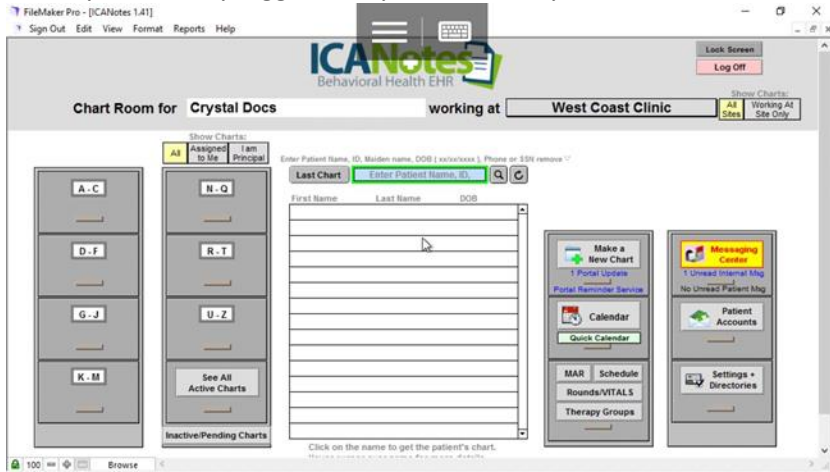 FileMaker Pro - [ICANotes 1.41]
Sign Out Edit View Format Reports Help
ICANotes
Behavioral Health EHR
Lock Screen
Log Off
Show Charts:
Chart Room for Crystal Docs working at West Coast Clinic All Sites Working At Site Only
Show Charts:
All Assigned to Me I am Principal
Enter Patient Name, ID, Maiden name, DOB ( xx/xx/xxxx ), Phone or SSN remove
Last Chart Enter Patient Name, ID,
First Name Last Name DOB
A - C
N - Q
D - F
R - T
G - J
U - Z
K - M
See All
Active Charts
Inactive/Pending Charts
Make a
New Chart
1 Portal Update
Portal Reminder Service
Messaging
Center
1 Unread Internal Msg
No Unread Patient Msg
Calendar
Quick Calendar
Patient
Accounts
MAR Schedule
Rounds/VITALS
Therapy Groups
Settings +
Directories
Click on the name to get the patient's chart.
100 Browse